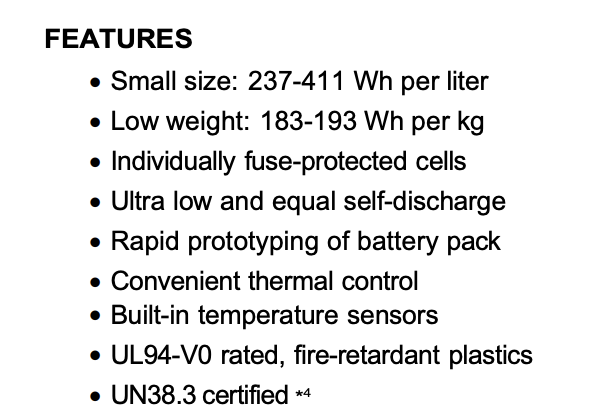 FEATURES
• Small size: 237-411 Wh per liter
• Low weight: 183-193 Wh per kg
• Individually fuse-protected cells
• Ultra low and equal self-discharge
• Rapid prototyping of battery pack
• Convenient thermal control
• Built-in temperature sensors
• UL94-V0 rated, fire-retardant plastics
• UN38.3 certified *4